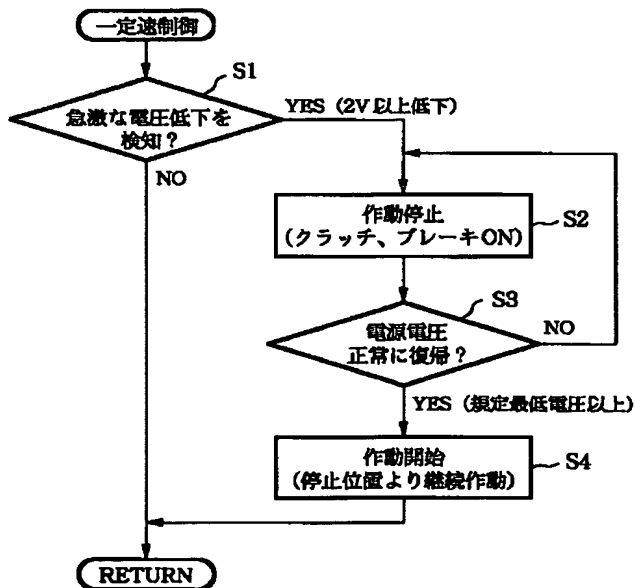 一定速制御
S1
急激な電圧低下を
検知?
YES (2V 以上低下)
NO
作動停止
(クラッチ、ブレーキON)
S2
S3
電源電圧
正常に復帰?
NO
YES (規定最低電圧以上)
作動開始
(停止位置より継続作動)
S4
RETURN